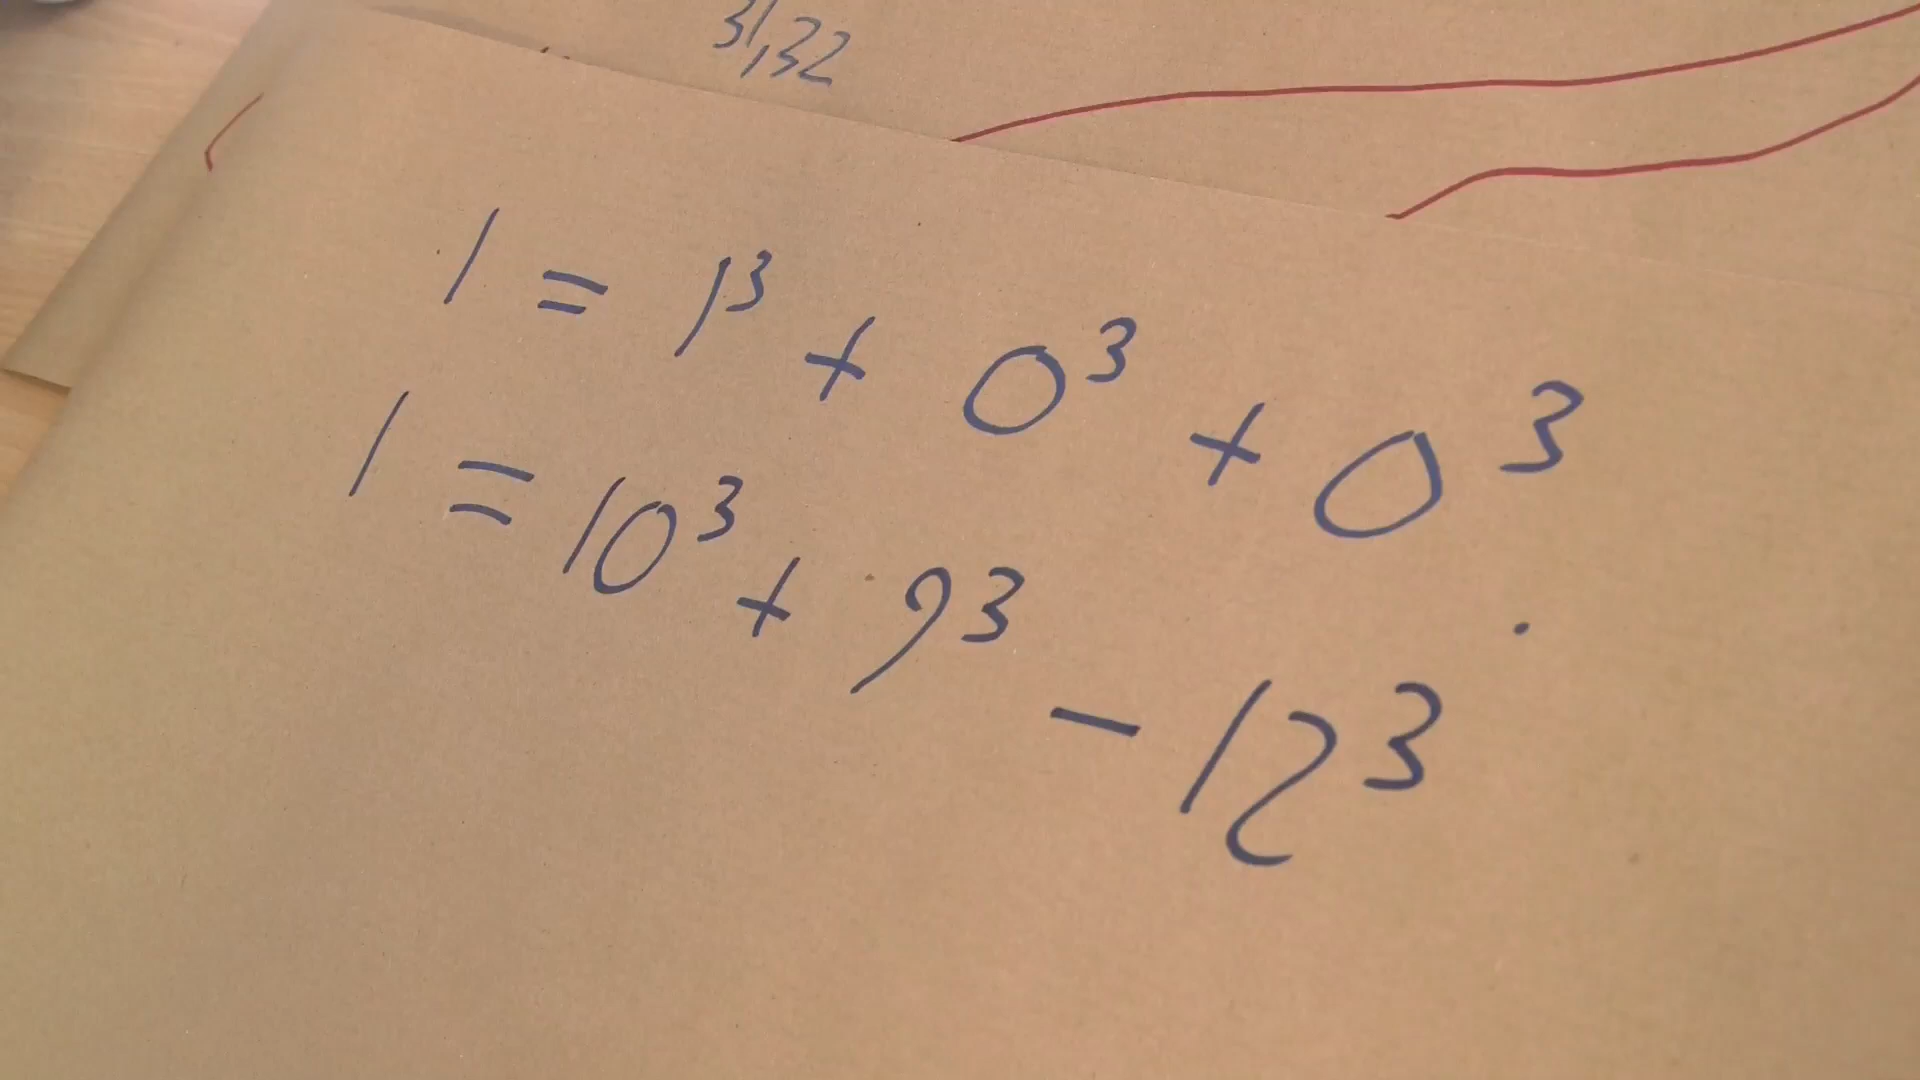 31,32
1 = 1³ + 0³ + 0³
1 = 10³ + 9³ - 12³